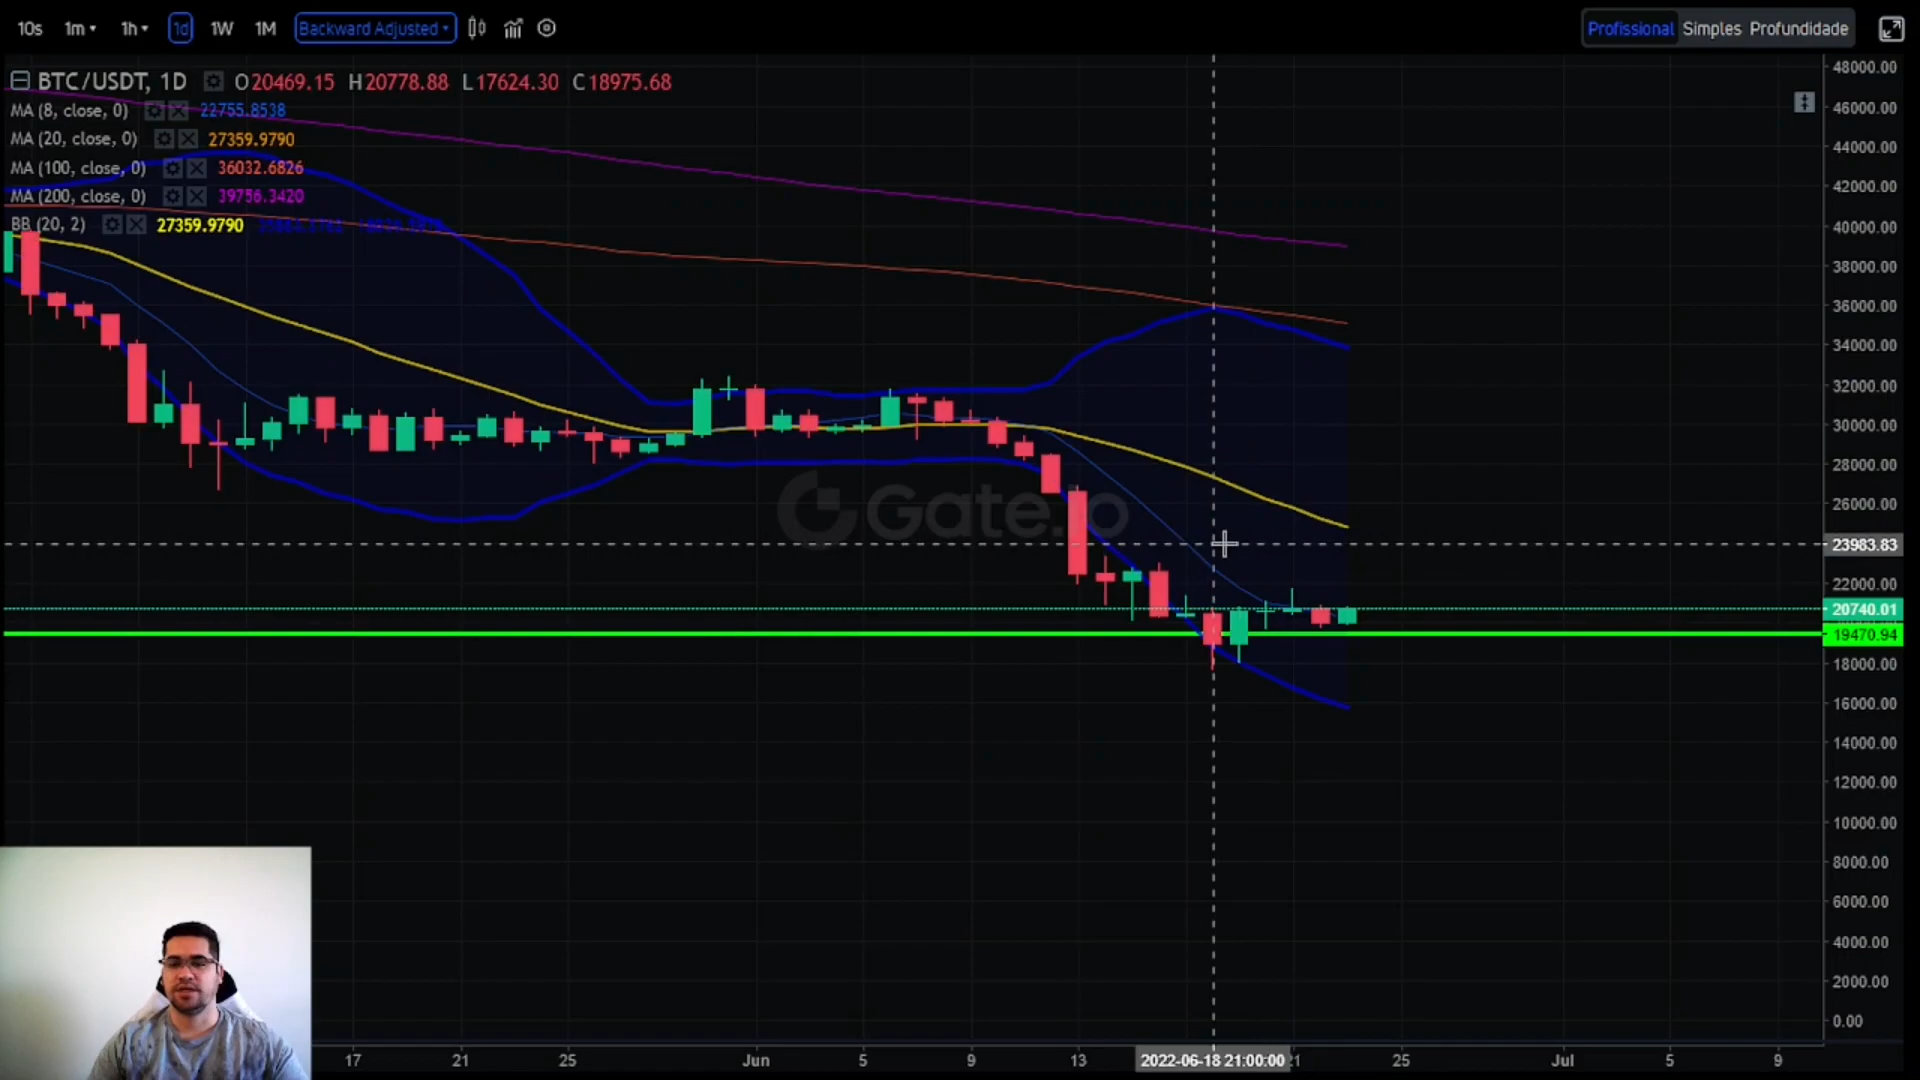 10s 1m 1h 1d 1W 1M Backward Adjusted
Profissional Simples Profundidade
BTC/USDT, 1D O20469.15 H20778.88 L17624.30 C18975.68
MA (8, close, 0) 22755.8538
MA (20, close, 0) 27359.9790
MA (100, close, 0) 36032.6826
MA (200, close, 0) 39756.3420
BB (20, 2) 27359.9790
Gate.io
48000.00
46000.00
44000.00
42000.00
40000.00
38000.00
36000.00
34000.00
32000.00
30000.00
28000.00
26000.00
23983.83
22000.00
20740.01
19470.94
18000.00
16000.00
14000.00
12000.00
10000.00
8000.00
6000.00
4000.00
2000.00
0.00
17 21 25 Jun 5 9 13 2022-06-18 21:00:00 21 25 Jul 5 9